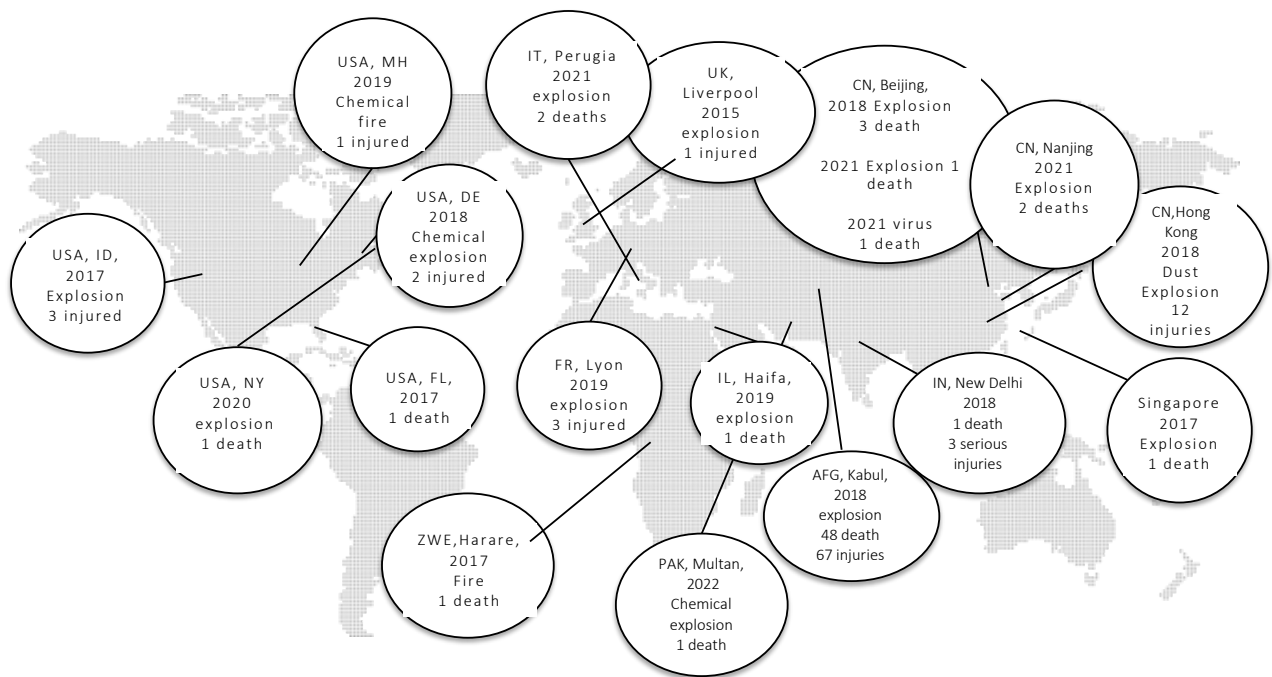 USA, MH
2019
Chemical
fire
1 injured
IT, Perugia
2021
explosion
2 deaths
UK,
Liverpool
2015
explosion
1 injured
CN, Beijing,
2018 Explosion
3 death
2021 Explosion 1
death
2021 virus
1 death
CN, Nanjing
2021
Explosion
2 deaths
CN,Hong
Kong
2018
Dust
Explosion
12
injuries
USA, DE
2018
Chemical
explosion
2 injured
USA, ID,
2017
Explosion
3 injured
USA, NY
2020
explosion
1 death
USA, FL,
2017
1 death
FR, Lyon
2019
explosion
3 injured
IL, Haifa,
2019
explosion
1 death
IN, New Delhi
2018
1 death
3 serious
injuries
Singapore
2017
Explosion
1 death
AFG, Kabul,
2018
explosion
48 death
67 injuries
ZWE,Harare,
2017
Fire
1 death
PAK, Multan,
2022
Chemical
explosion
1 death